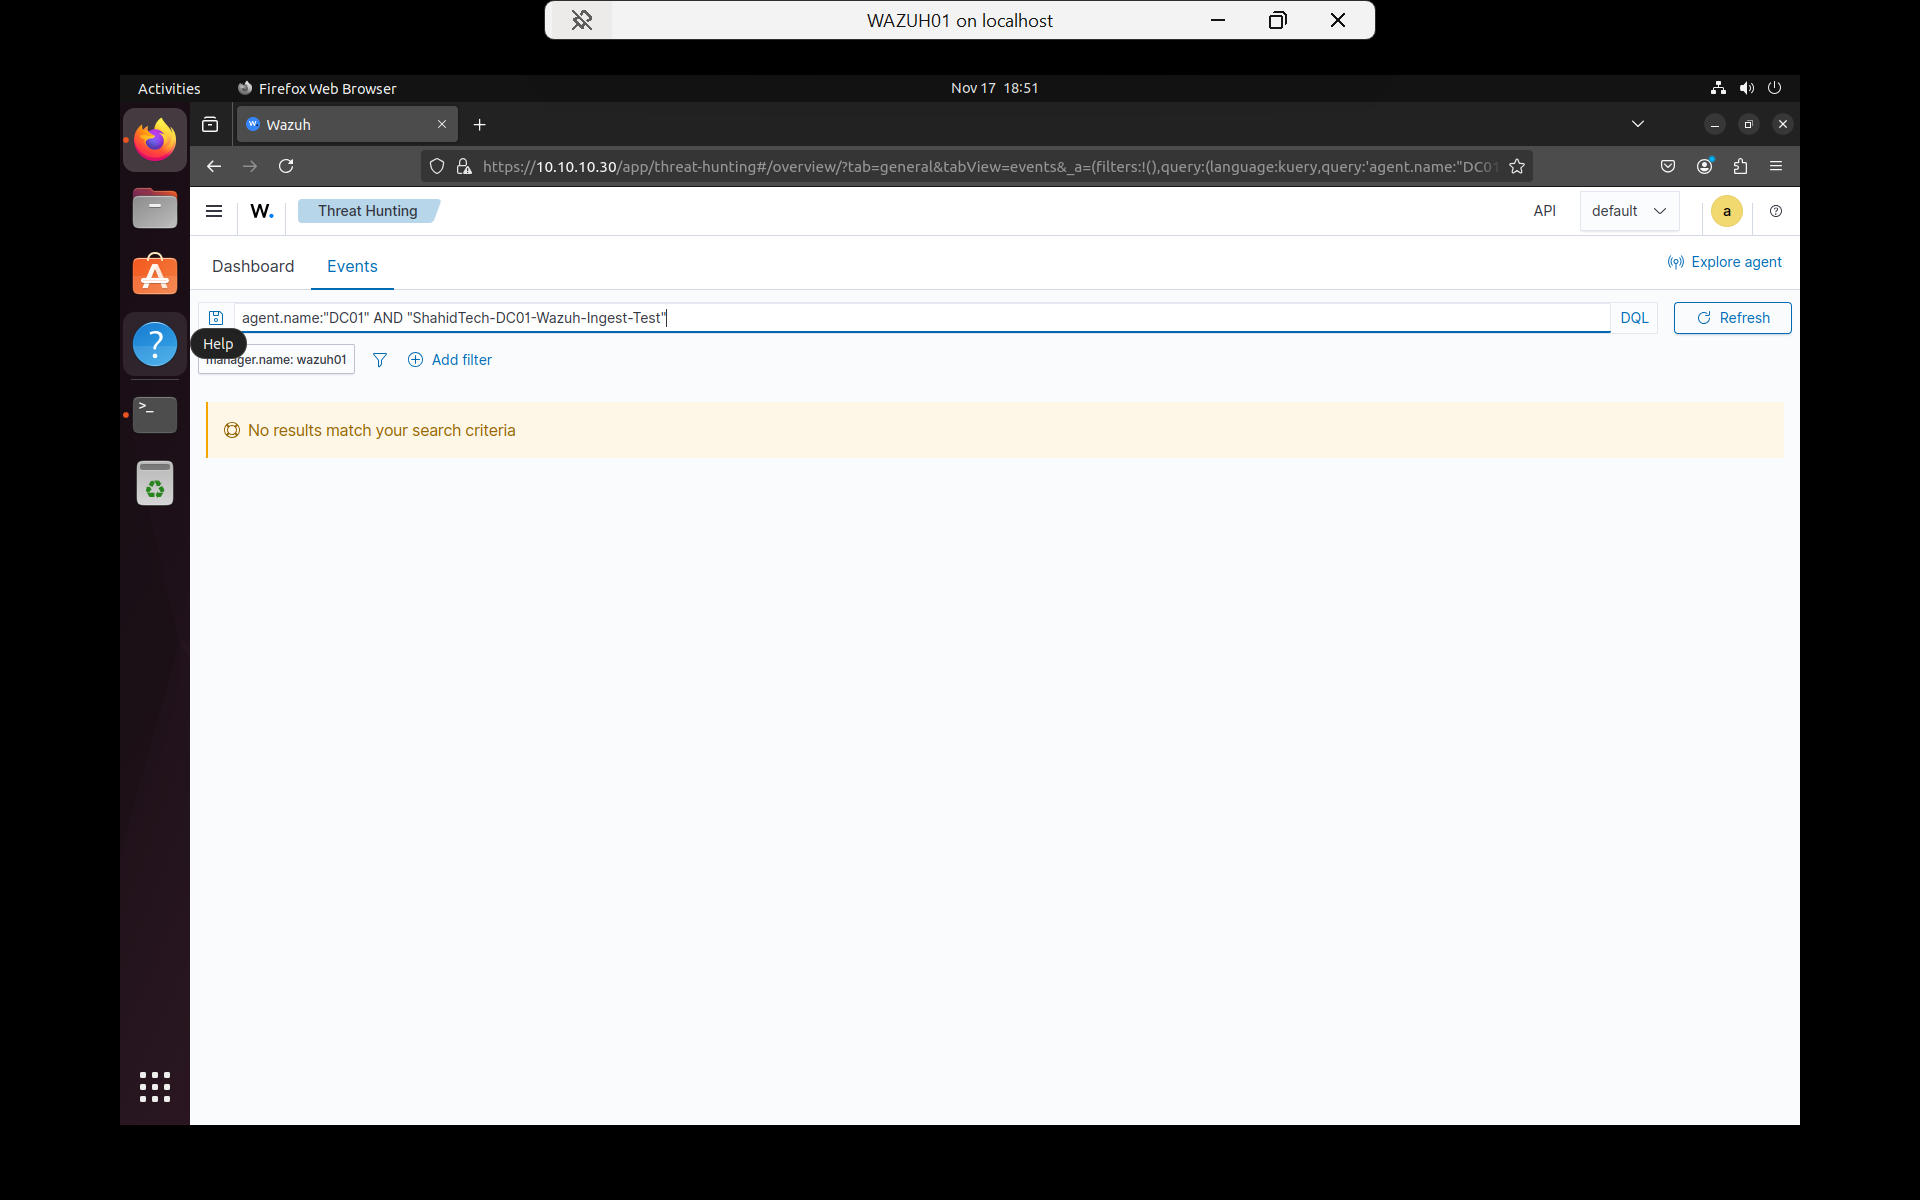 WAZUH01 on localhost
Activities
Firefox Web Browser
Nov 17 18:51
Wazuh
https://10.10.10.30/app/threat-hunting#/overview/?tab=general&tabView=events&_a=(filters:!(),query:(language:kuery,query:'agent.name:"DC01
W.
Threat Hunting
API
default
a
Dashboard
Events
Explore agent
agent.name:"DC01" AND "ShahidTech-DC01-Wazuh-Ingest-Test"
DQL
Refresh
Help
manager.name: wazuh01
Add filter
No results match your search criteria